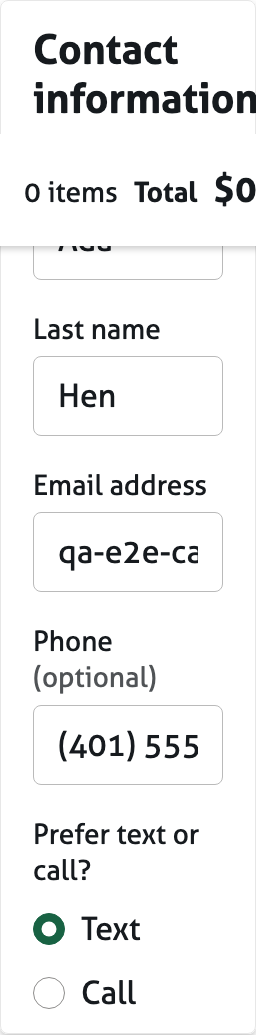 Contact
information
0 items Total $0
Last name
Hen
Email address
qa-e2e-ca
Phone
(optional)
(401) 555
Prefer text or
call?
Text
Call